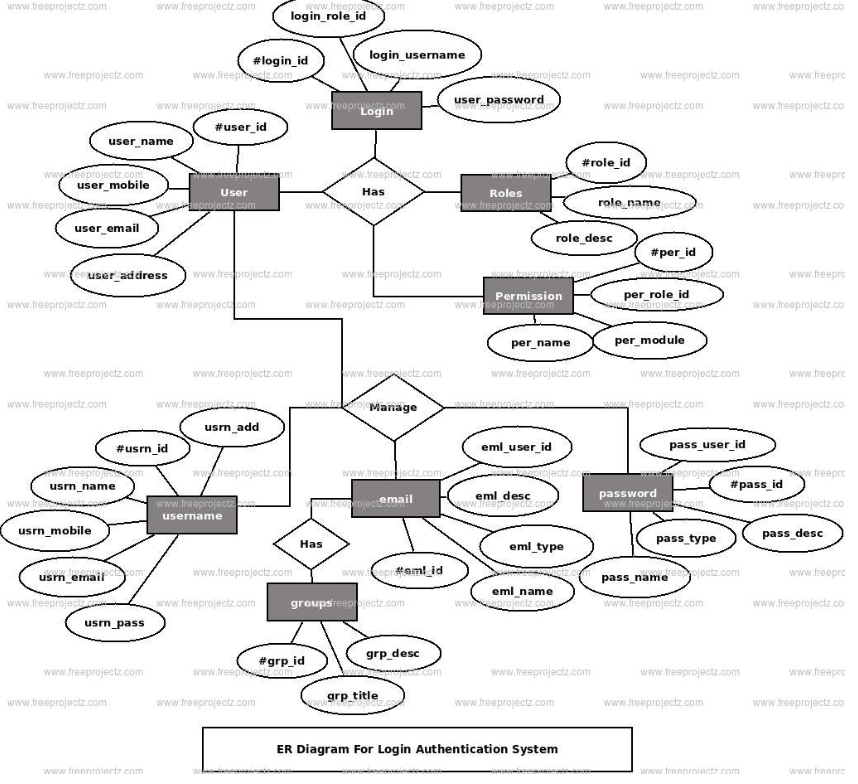 login_role_id
#login_id
login_username
user_password
Login
user_name
#user_id
user_mobile
User
user_email
user_address
Has
Roles
#role_id
role_name
role_desc
#per_id
Permission
per_role_id
per_name
per_module
Manage
usrn_add
#usrn_id
usrn_name
username
usrn_mobile
usrn_email
usrn_pass
eml_user_id
email
eml_desc
eml_type
#eml_id
eml_name
pass_user_id
password
#pass_id
pass_type
pass_desc
pass_name
Has
groups
#grp_id
grp_desc
grp_title
ER Diagram For Login Authentication System
www.freeprojectz.com